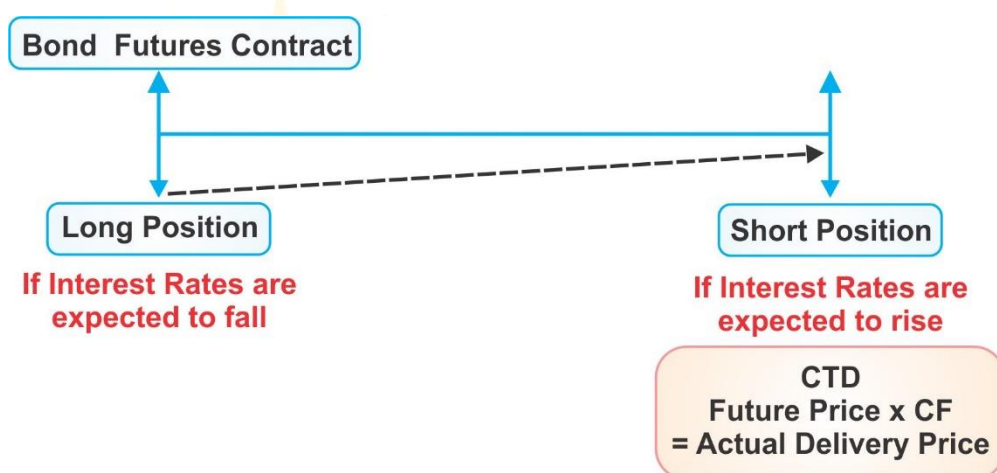 Bond Futures Contract
Long Position
If Interest Rates are
expected to fall
Short Position
If Interest Rates are
expected to rise
CTD
Future Price x CF
= Actual Delivery Price